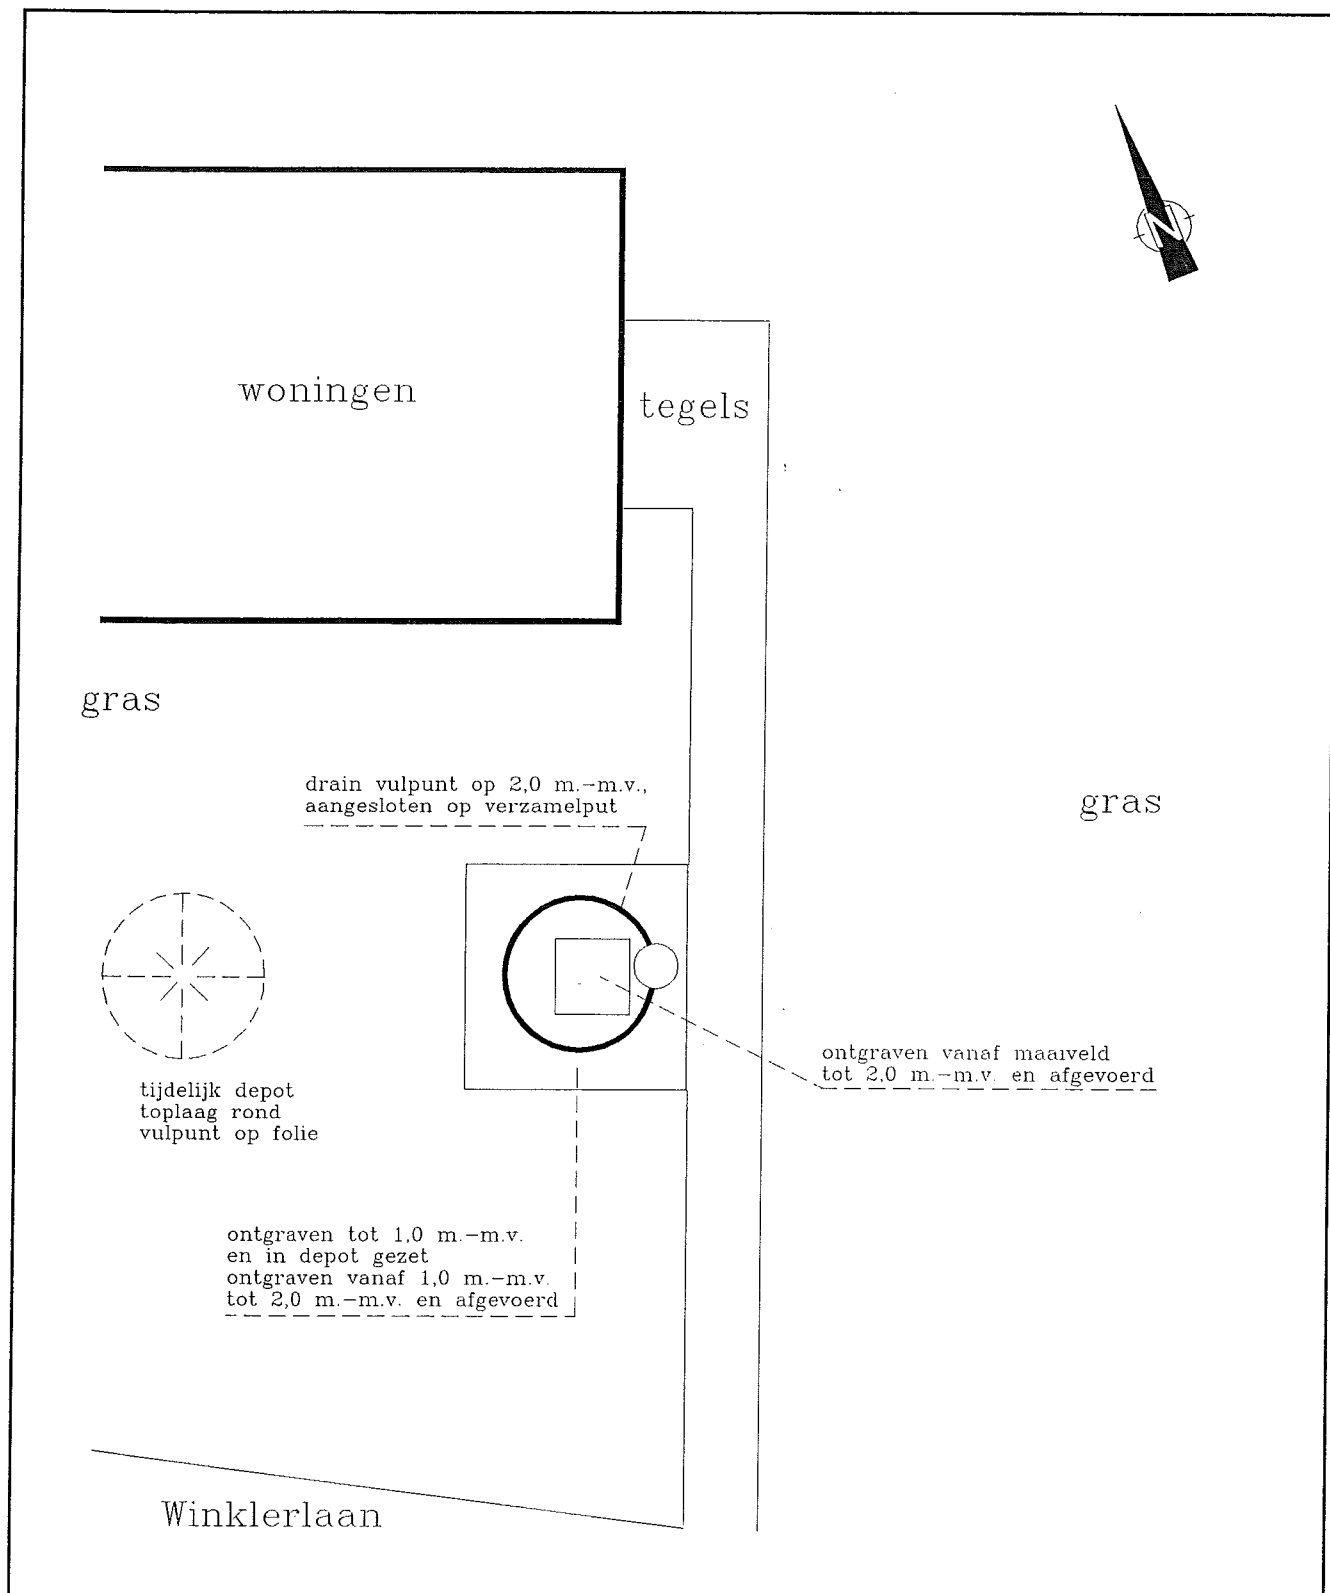 N
woningen
tegels
gras
drain vulpunt op 2,0 m.-m.v.,
aangesloten op verzamelput
gras
ontgraven vanaf maaiveld
tot 2,0 m.-m.v. en afgevoerd
tijdelijk depot
toplaag rond
vulpunt op folie
ontgraven tot 1,0 m.-m.v.
en in depot gezet
ontgraven vanaf 1,0 m.-m.v.
tot 2,0 m.-m.v. en afgevoerd
Winklerlaan